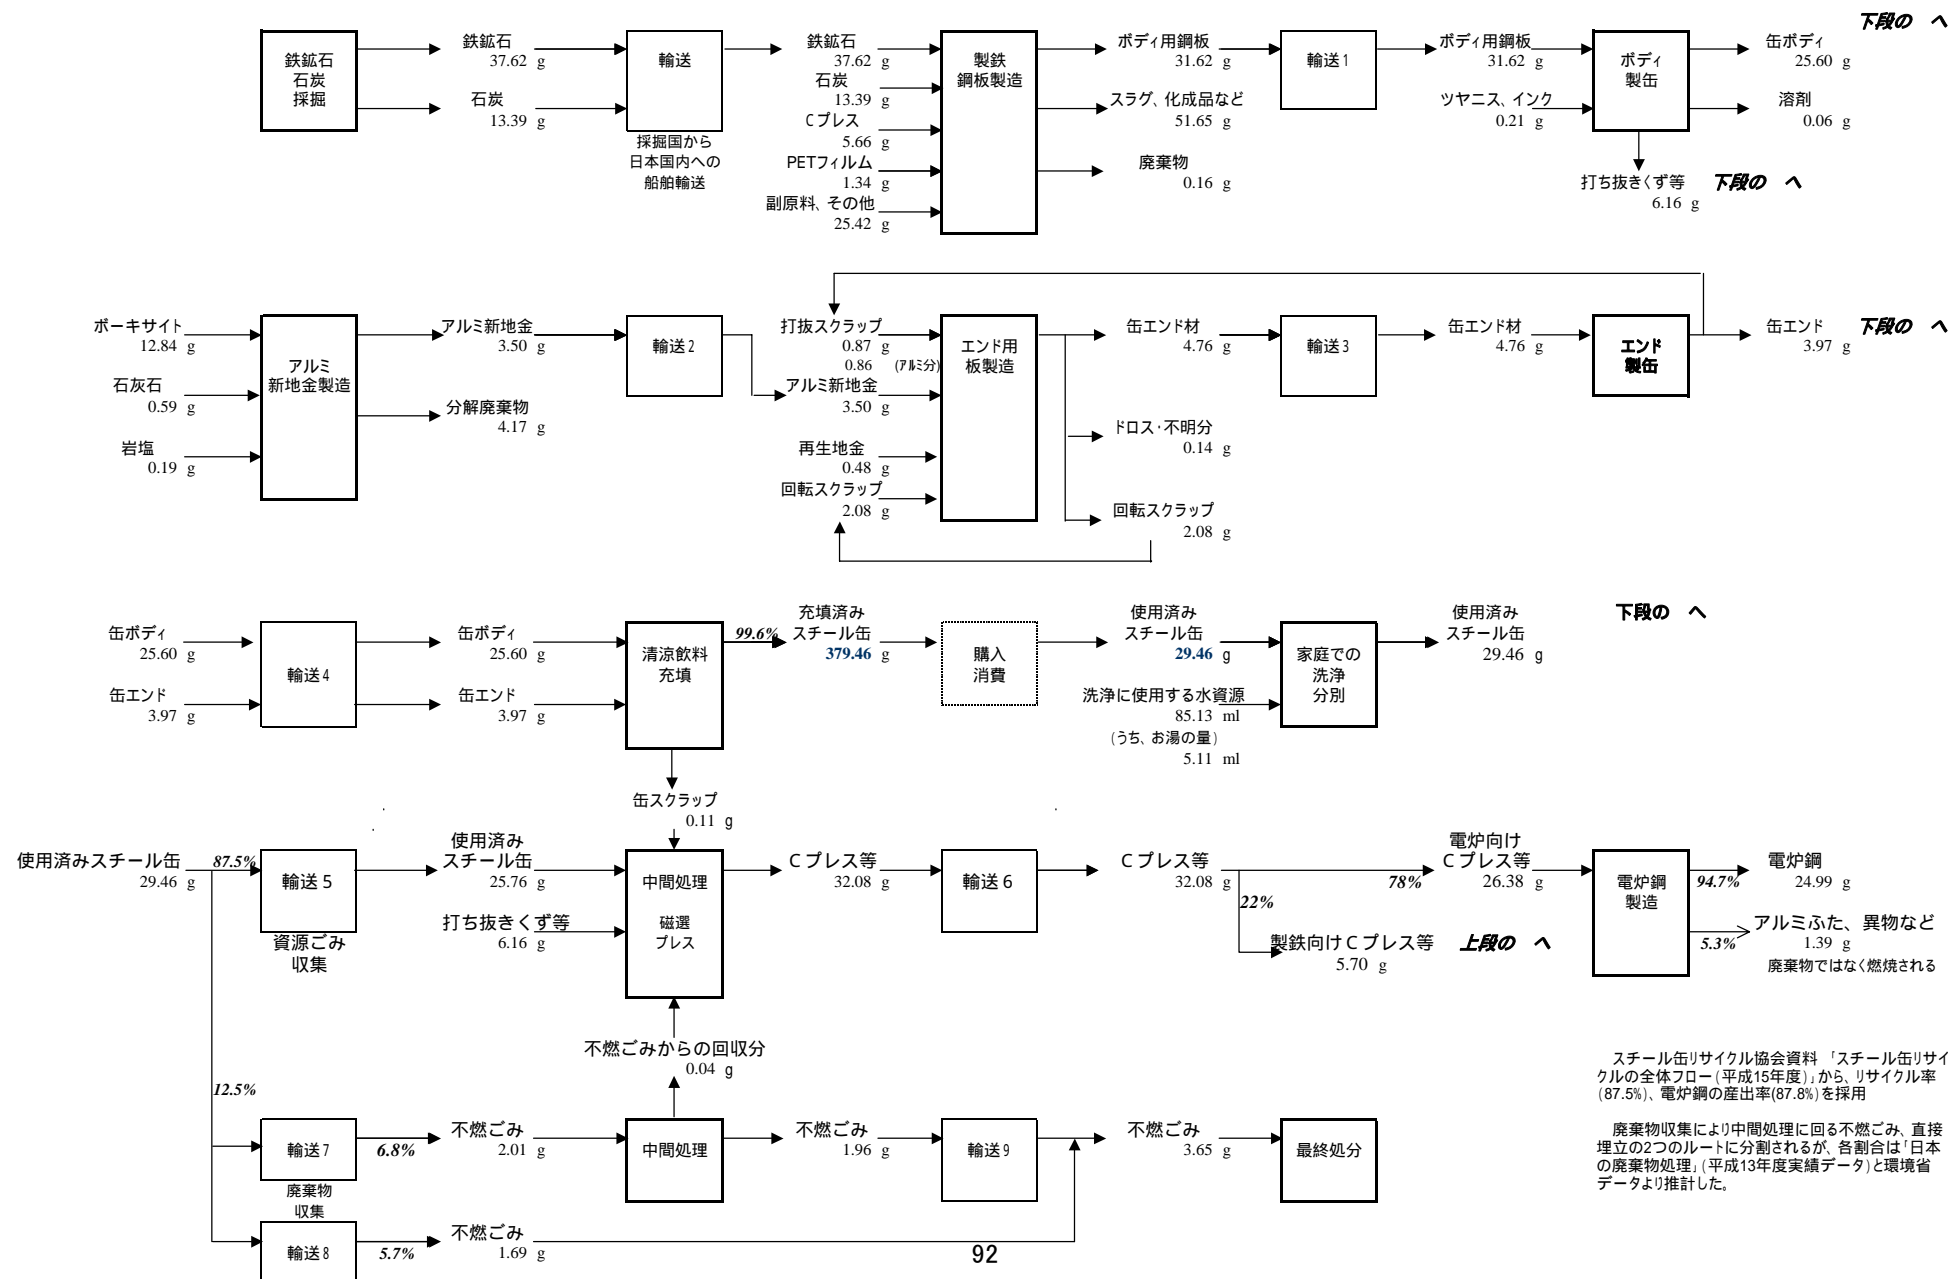 下段の　へ
鉄鉱石
石炭
採掘
鉄鉱石
37.62 g
石炭
13.39 g
輸送
採掘国から
日本国内への
船舶輸送
鉄鉱石
37.62 g
石炭
13.39 g
Cプレス
5.66 g
PETフィルム
1.34 g
副原料、その他
25.42 g
製鉄
鋼板製造
ボディ用鋼板
31.62 g
スラグ、化成品など
51.65 g
廃棄物
0.16 g
輸送1
ボディ用鋼板
31.62 g
ツヤニス、インク
0.21 g
ボディ
製缶
缶ボディ
25.60 g
溶剤
0.06 g
打ち抜きくず等 下段の　へ
6.16 g
ボーキサイト
12.84 g
石灰石
0.59 g
岩塩
0.19 g
アルミ
新地金製造
アルミ新地金
3.50 g
分解廃棄物
4.17 g
輸送2
打抜スクラップ
0.87 g
0.86 (アルミ分)
アルミ新地金
3.50 g
再生地金
0.48 g
回転スクラップ
2.08 g
エンド用
板製造
缶エンド材
4.76 g
ドロス・不明分
0.14 g
回転スクラップ
2.08 g
輸送3
缶エンド材
4.76 g
エンド
製缶
缶エンド 下段の　へ
3.97 g
缶ボディ
25.60 g
缶エンド
3.97 g
輸送4
缶ボディ
25.60 g
缶エンド
3.97 g
清涼飲料
充填
99.6%
充填済み
スチール缶
379.46 g
購入
消費
使用済み
スチール缶
29.46 g
洗浄に使用する水資源
85.13 ml
(うち、お湯の量)
5.11 ml
家庭での
洗浄
分別
使用済み
スチール缶
29.46 g
下段の　へ
缶スクラップ
0.11 g
使用済みスチール缶
29.46 g
87.5%
輸送5
資源ごみ
収集
使用済み
スチール缶
25.76 g
打ち抜きくず等
6.16 g
中間処理
磁選
プレス
Cプレス等
32.08 g
輸送6
Cプレス等
32.08 g
78%
22%
製鉄向けCプレス等 上段の　へ
5.70 g
電炉向け
Cプレス等
26.38 g
電炉鋼
製造
94.7%
電炉鋼
24.99 g
5.3%
アルミふた、異物など
1.39 g
廃棄物ではなく燃焼される
不燃ごみからの回収分
0.04 g
12.5%
輸送7
廃棄物
収集
6.8%
不燃ごみ
2.01 g
中間処理
不燃ごみ
1.96 g
輸送9
不燃ごみ
3.65 g
最終処分
輸送8
5.7%
不燃ごみ
1.69 g
スチール缶リサイクル協会資料 「スチール缶リサイ
クルの全体フロー(平成15年度)」から、リサイクル率
(87.5%)、電炉鋼の産出率(87.8%)を採用
廃棄物収集により中間処理に回る不燃ごみ、直接
埋立の2つのルートに分割されるが、各割合は「日本
の廃棄物処理」(平成13年度実績データ)と環境省
データより推計した。
92